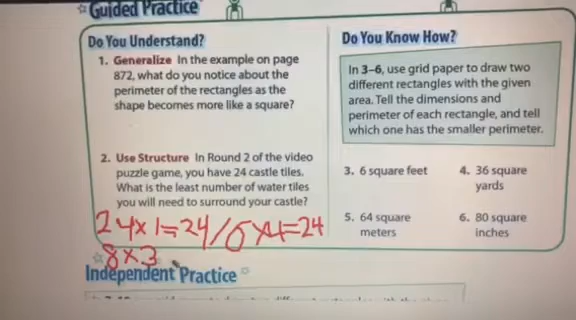 Guided Practice
Do You Understand?
1. Generalize In the example on page
872, what do you notice about the
perimeter of the rectangles as the
shape becomes more like a square?
2. Use Structure In Round 2 of the video
puzzle game, you have 24 castle tiles.
What is the least number of water tiles
you will need to surround your castle?
24x1=24/6x4=24
8x3
Do You Know How?
In 3–6, use grid paper to draw two
different rectangles with the given
area. Tell the dimensions and
perimeter of each rectangle, and tell
which one has the smaller perimeter.
3. 6 square feet
4. 36 square
yards
5. 64 square
meters
6. 80 square
inches
Independent Practice